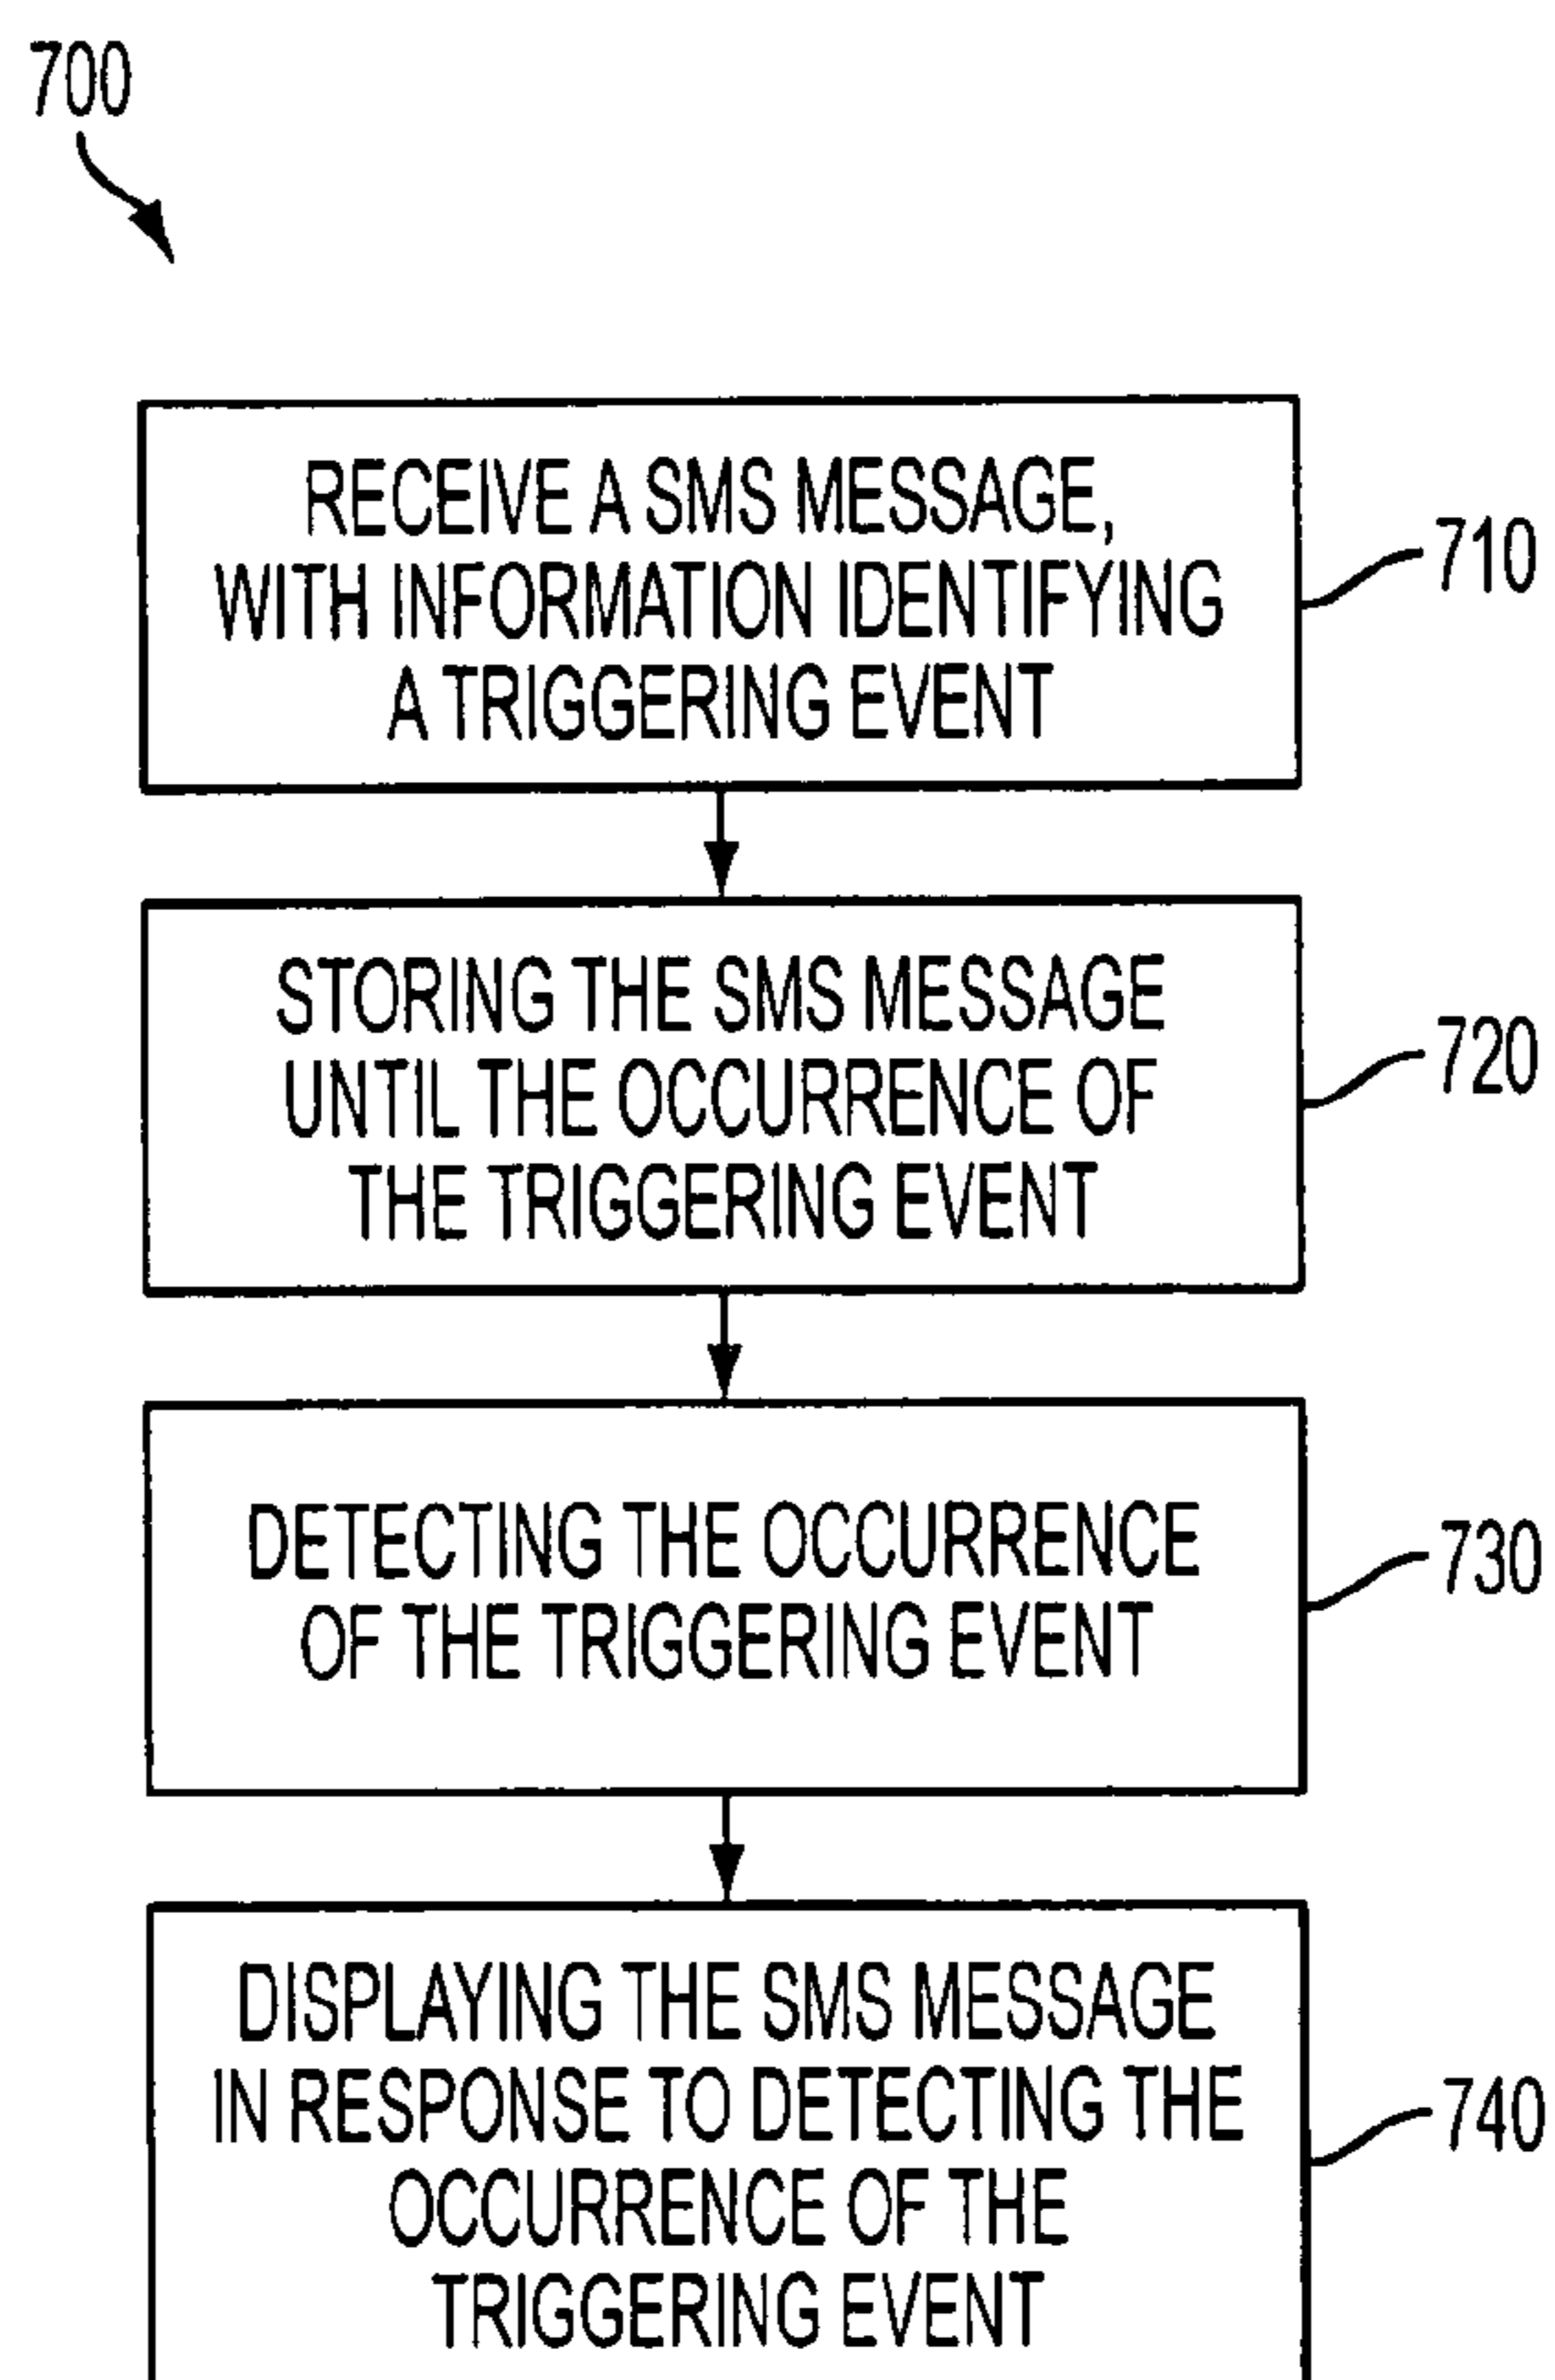 700
RECEIVE A SMS MESSAGE,
WITH INFORMATION IDENTIFYING
A TRIGGERING EVENT
710
STORING THE SMS MESSAGE
UNTIL THE OCCURRENCE OF
THE TRIGGERING EVENT
720
DETECTING THE OCCURRENCE
OF THE TRIGGERING EVENT
730
DISPLAYING THE SMS MESSAGE
IN RESPONSE TO DETECTING THE
OCCURRENCE OF THE
TRIGGERING EVENT
740